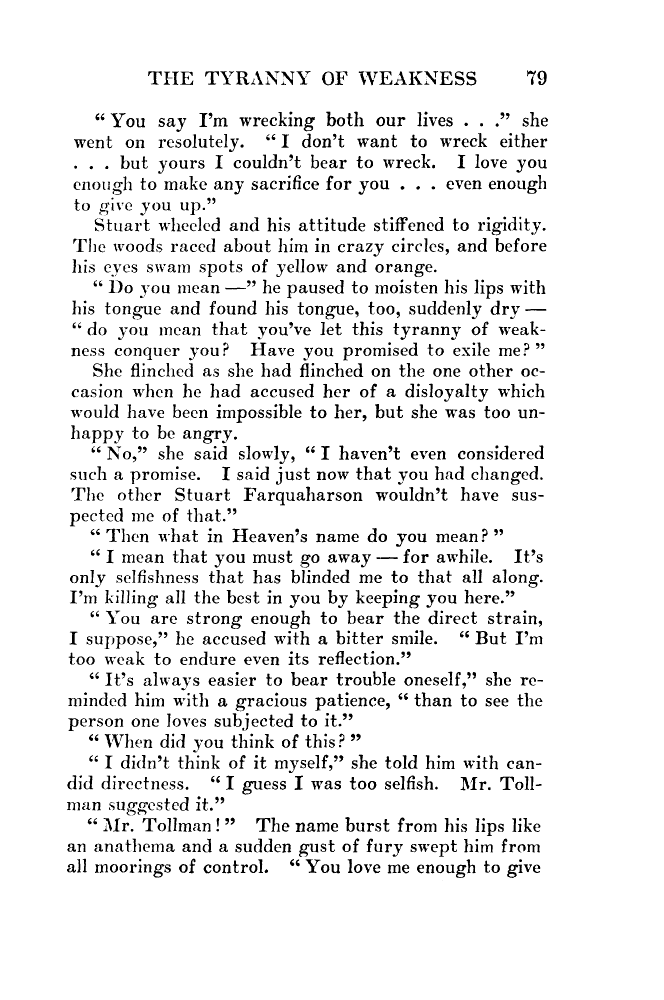 THE TYRANNY OF WEAKNESS 79
“You say I'm wrecking both our lives . . .” she
went on resolutely. “I don't want to wreck either
. . . but yours I couldn't bear to wreck. I love you
enough to make any sacrifice for you . . . even enough
to give you up.”
Stuart wheeled and his attitude stiffened to rigidity.
The woods raced about him in crazy circles, and before
his eyes swam spots of yellow and orange.
“Do you mean —” he paused to moisten his lips with
his tongue and found his tongue, too, suddenly dry —
“do you mean that you've let this tyranny of weak-
ness conquer you? Have you promised to exile me?”
She flinched as she had flinched on the one other oc-
casion when he had accused her of a disloyalty which
would have been impossible to her, but she was too un-
happy to be angry.
“No,” she said slowly, “I haven't even considered
such a promise. I said just now that you had changed.
The other Stuart Farquaharson wouldn't have sus-
pected me of that.”
“Then what in Heaven's name do you mean?”
“I mean that you must go away — for awhile. It's
only selfishness that has blinded me to that all along.
I'm killing all the best in you by keeping you here.”
“You are strong enough to bear the direct strain,
I suppose,” he accused with a bitter smile. “But I'm
too weak to endure even its reflection.”
“It's always easier to bear trouble oneself,” she re-
minded him with a gracious patience, “than to see the
person one loves subjected to it.”
“When did you think of this?”
“I didn't think of it myself,” she told him with can-
did directness. “I guess I was too selfish. Mr. Toll-
man suggested it.”
“Mr. Tollman!” The name burst from his lips like
an anathema and a sudden gust of fury swept him from
all moorings of control. “You love me enough to give